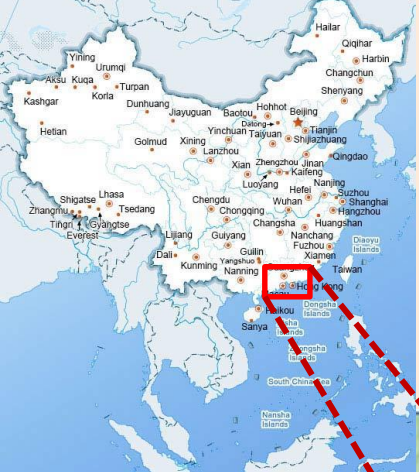 Hailar
Qiqihar
Harbin
Changchun
Shenyang
Yining
Urumqi
Aksu Kuqa
Korla
Turpan
Kashgar
Hetian
Dunhuang
Jiayuguan
Golmud
Xining
Lanzhou
Yinchuan
Baotou
Hohhot
Datong
Beijing
Tianjin
Taiyuan
Shijiazhuang
Zhengzhou
Jinan
Qingdao
Xian
Luoyang
Kaifeng
Nanjing
Hefei
Suzhou
Shanghai
Hangzhou
Wuhan
Huangshan
Lhasa
Shigatse
Zhangmu
Tingri
Gyangtse
Everest
Tsedang
Chengdu
Chongqing
Changsha
Nanchang
Fuzhou
Xiamen
Diaoyu
Islands
Taiwan
Lijiang
Dali
Guiyang
Guilin
Yangshuo
Kunming
Nanning
Hong Kong
Haikou
Sanya
Dongsha
Islands
Islands
Islands
South China Sea
Nansha
Islands